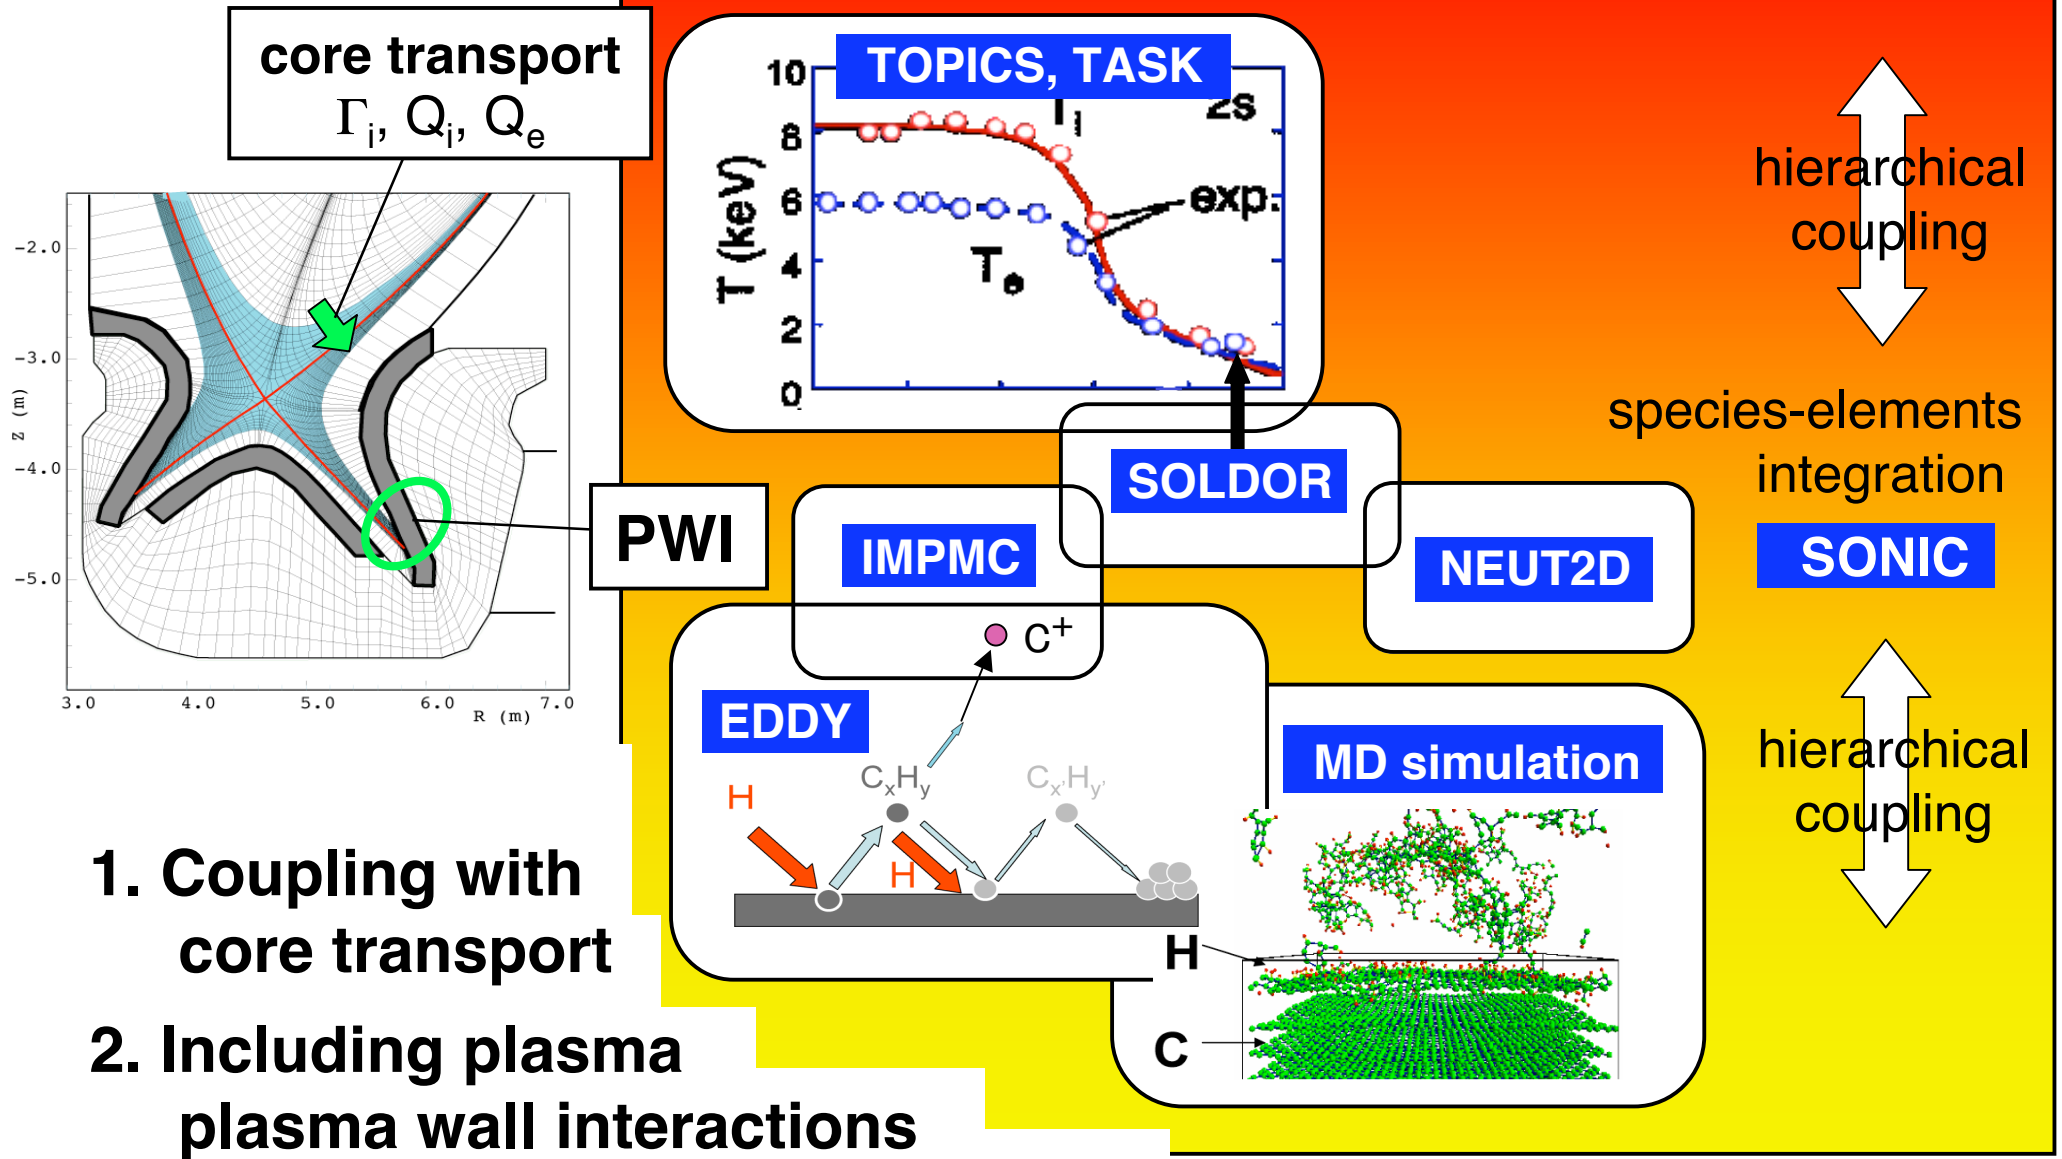 core transport
Γi, Qi, Qe
-2.0
-3.0
-4.0
-5.0
Z (m)
3.0 4.0 5.0 6.0 7.0
R (m)
PWI
1. Coupling with
core transport
2. Including plasma
plasma wall interactions
TOPICS, TASK
10
8
6
4
2
0
T (keV)
Ti
2s
exp.
Te
SOLDOR
IMPMC
NEUT2D
C+
EDDY
CxHy
Cx'Hy'
H
H
MD simulation
H
C
hierarchical
coupling
species-elements
integration
SONIC
hierarchical
coupling